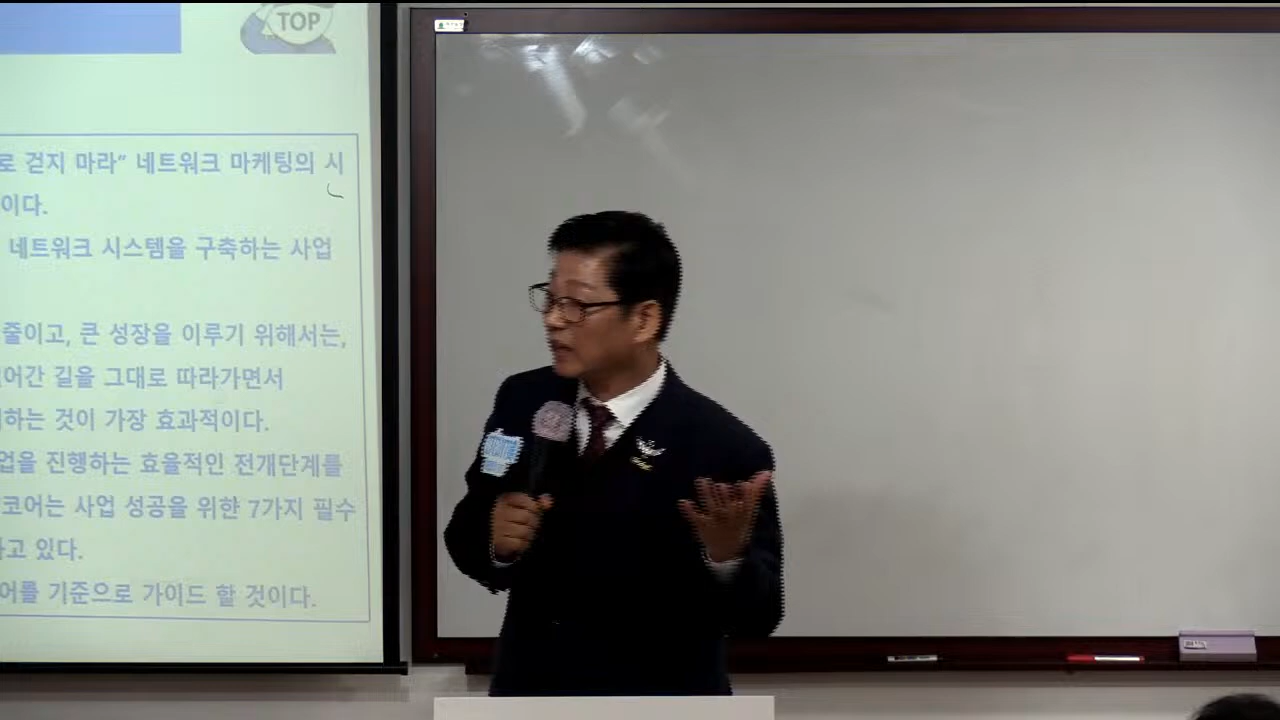 TOP
로 걷지 마라” 네트워크 마케팅의 시
이다.
네트워크 시스템을 구축하는 사업
줄이고, 큰 성장을 이루기 위해서는,
어간 길을 그대로 따라가면서
하는 것이 가장 효과적이다.
업을 진행하는 효율적인 전개단계를
코어는 사업 성공을 위한 7가지 필수
고 있다.
어를 기준으로 가이드 할 것이다.